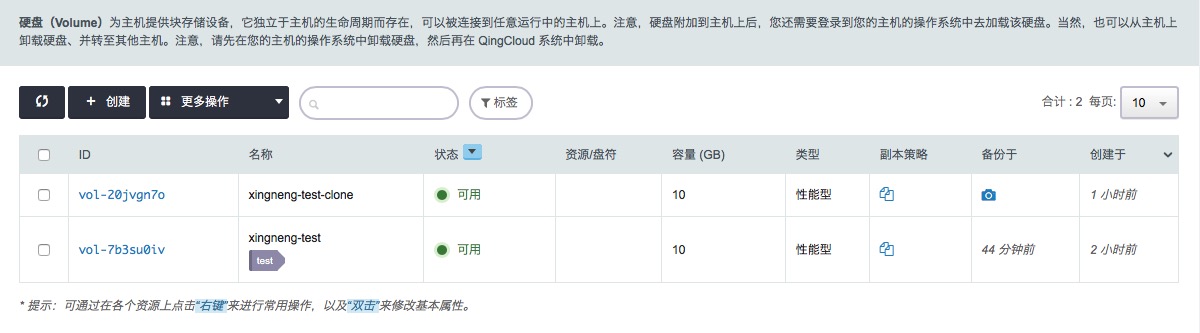 硬盘（Volume）为主机提供块存储设备，它独立于主机的生命周期而存在，可以被连接到任意运行中的主机上。注意，硬盘附加到主机上后，您还需要登录到您的主机的操作系统中去加载该硬盘。当然，也可以从主机上
卸载硬盘、并转至其他主机。注意，请先在您的主机的操作系统中卸载硬盘，然后再在 QingCloud 系统中卸载。
创建 更多操作 标签 合计 : 2 每页: 10
ID 名称 状态 资源/盘符 容量 (GB) 类型 副本策略 备份于 创建于
vol-20jvgn7o xingneng-test-clone 可用 10 性能型 1 小时前
vol-7b3su0iv xingneng-test 可用 10 性能型 44 分钟前 2 小时前
test
* 提示：可通过在各个资源上点击“右键”来进行常用操作，以及“双击”来修改基本属性。